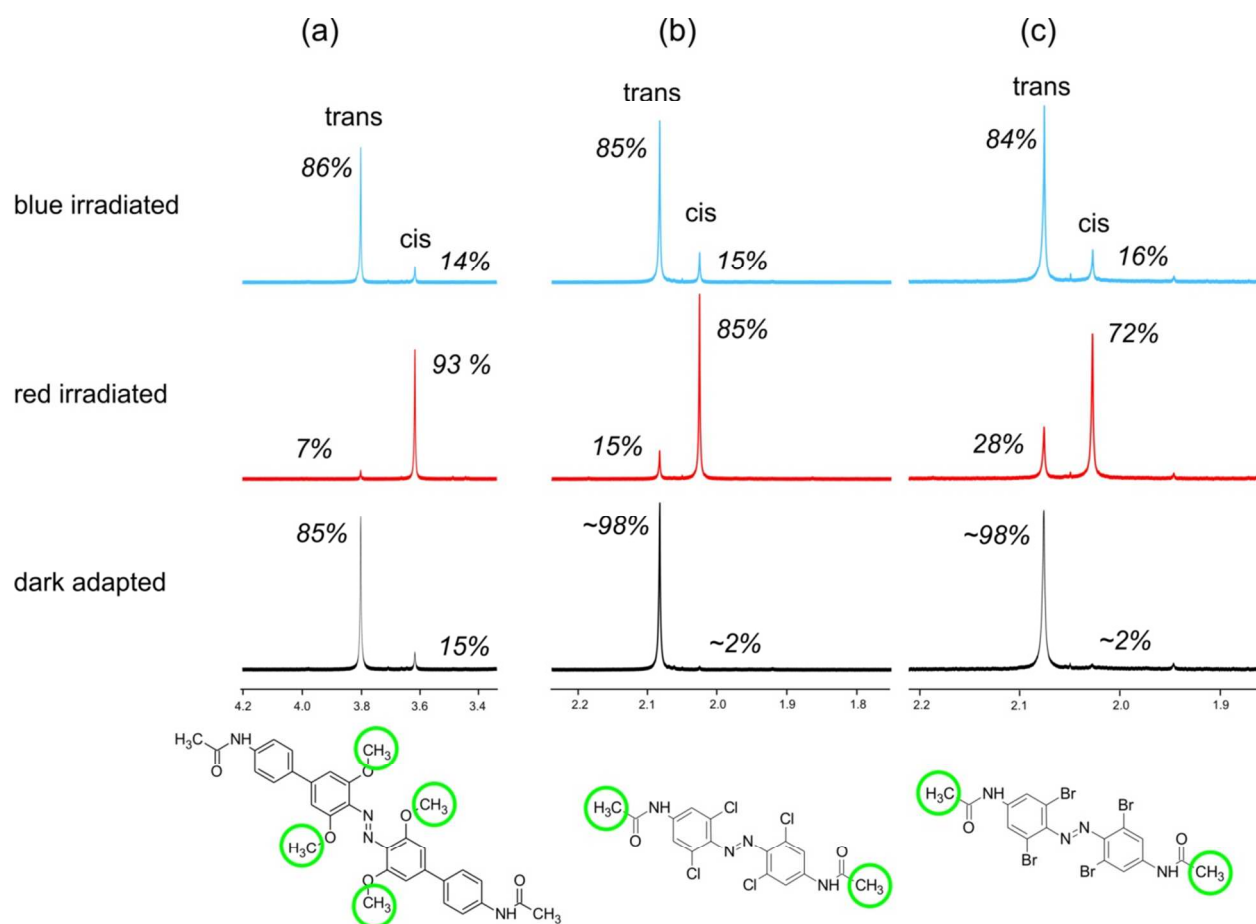 (a) (b) (c)
trans trans trans
86% 85% 84%
blue irradiated
cis cis cis
14% 15% 16%
93 % 85% 72%
red irradiated
7% 15% 28%
85% ~98% ~98%
dark adapted
15% ~2% ~2%
4.2 4.0 3.8 3.6 3.4 2.2 2.1 2.0 1.9 1.8 2.2 2.1 2.0 1.9
H₃C NH O CH₃
O
N
N
O CH₃
H₃C O
O
CH₃
NH O CH₃
H₃C NH Cl
O
Cl
N N
Cl
Cl
O
NH CH₃
H₃C NH Br
O
Br
N N
Br
Br
O
NH CH₃